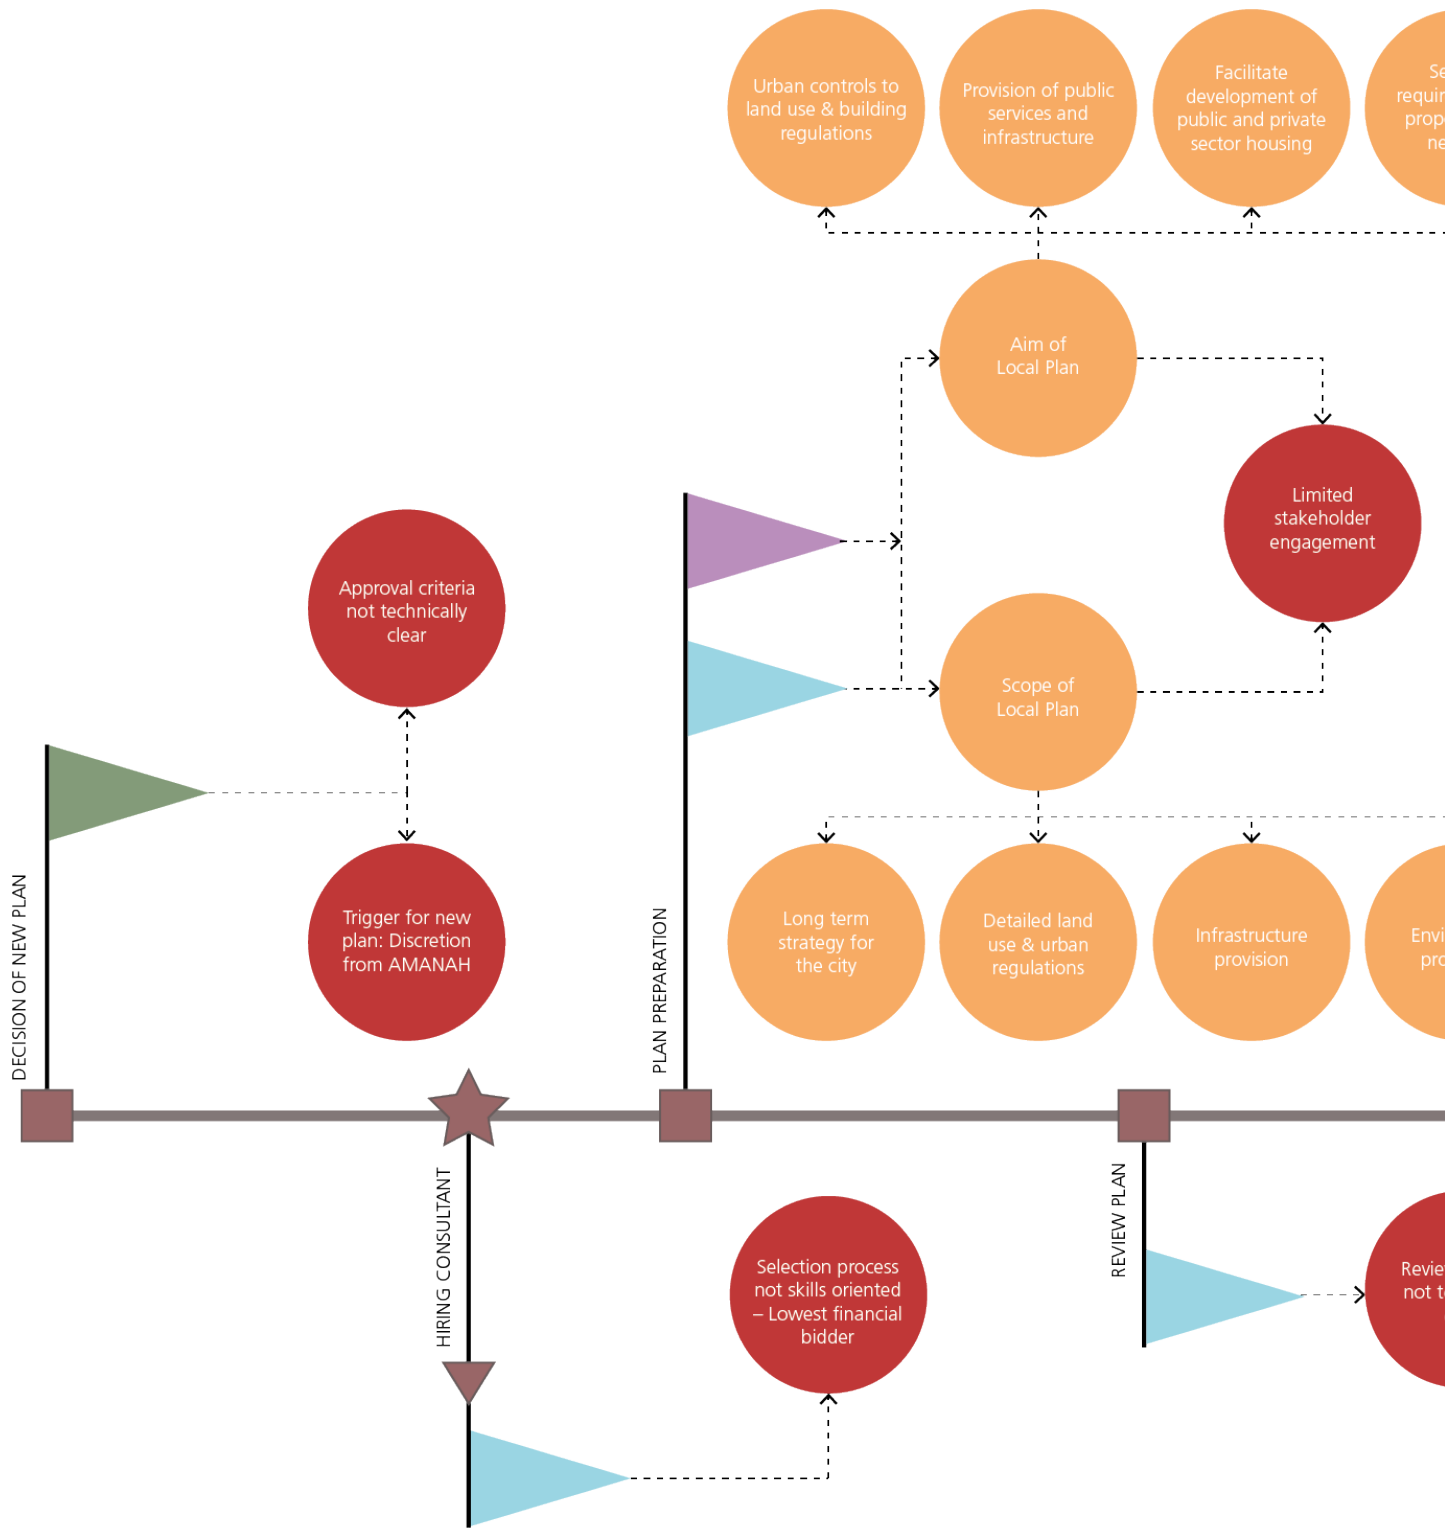 Urban controls to
land use & building
regulations
Provision of public
services and
infrastructure
Facilitate
development of
public and private
sector housing
Aim of
Local Plan
Limited
stakeholder
engagement
Approval criteria
not technically
clear
Scope of
Local Plan
Trigger for new
plan: Discretion
from AMANAH
Long term
strategy for
the city
Detailed land
use & urban
regulations
Infrastructure
provision
DECISION OF NEW PLAN
PLAN PREPARATION
HIRING CONSULTANT
REVIEW PLAN
Selection process
not skills oriented
– Lowest financial
bidder
not